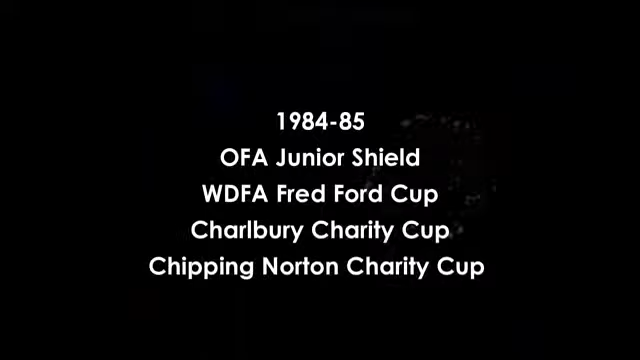 1984-85
OFA Junior Shield
WDFA Fred Ford Cup
Charlbury Charity Cup
Chipping Norton Charity Cup